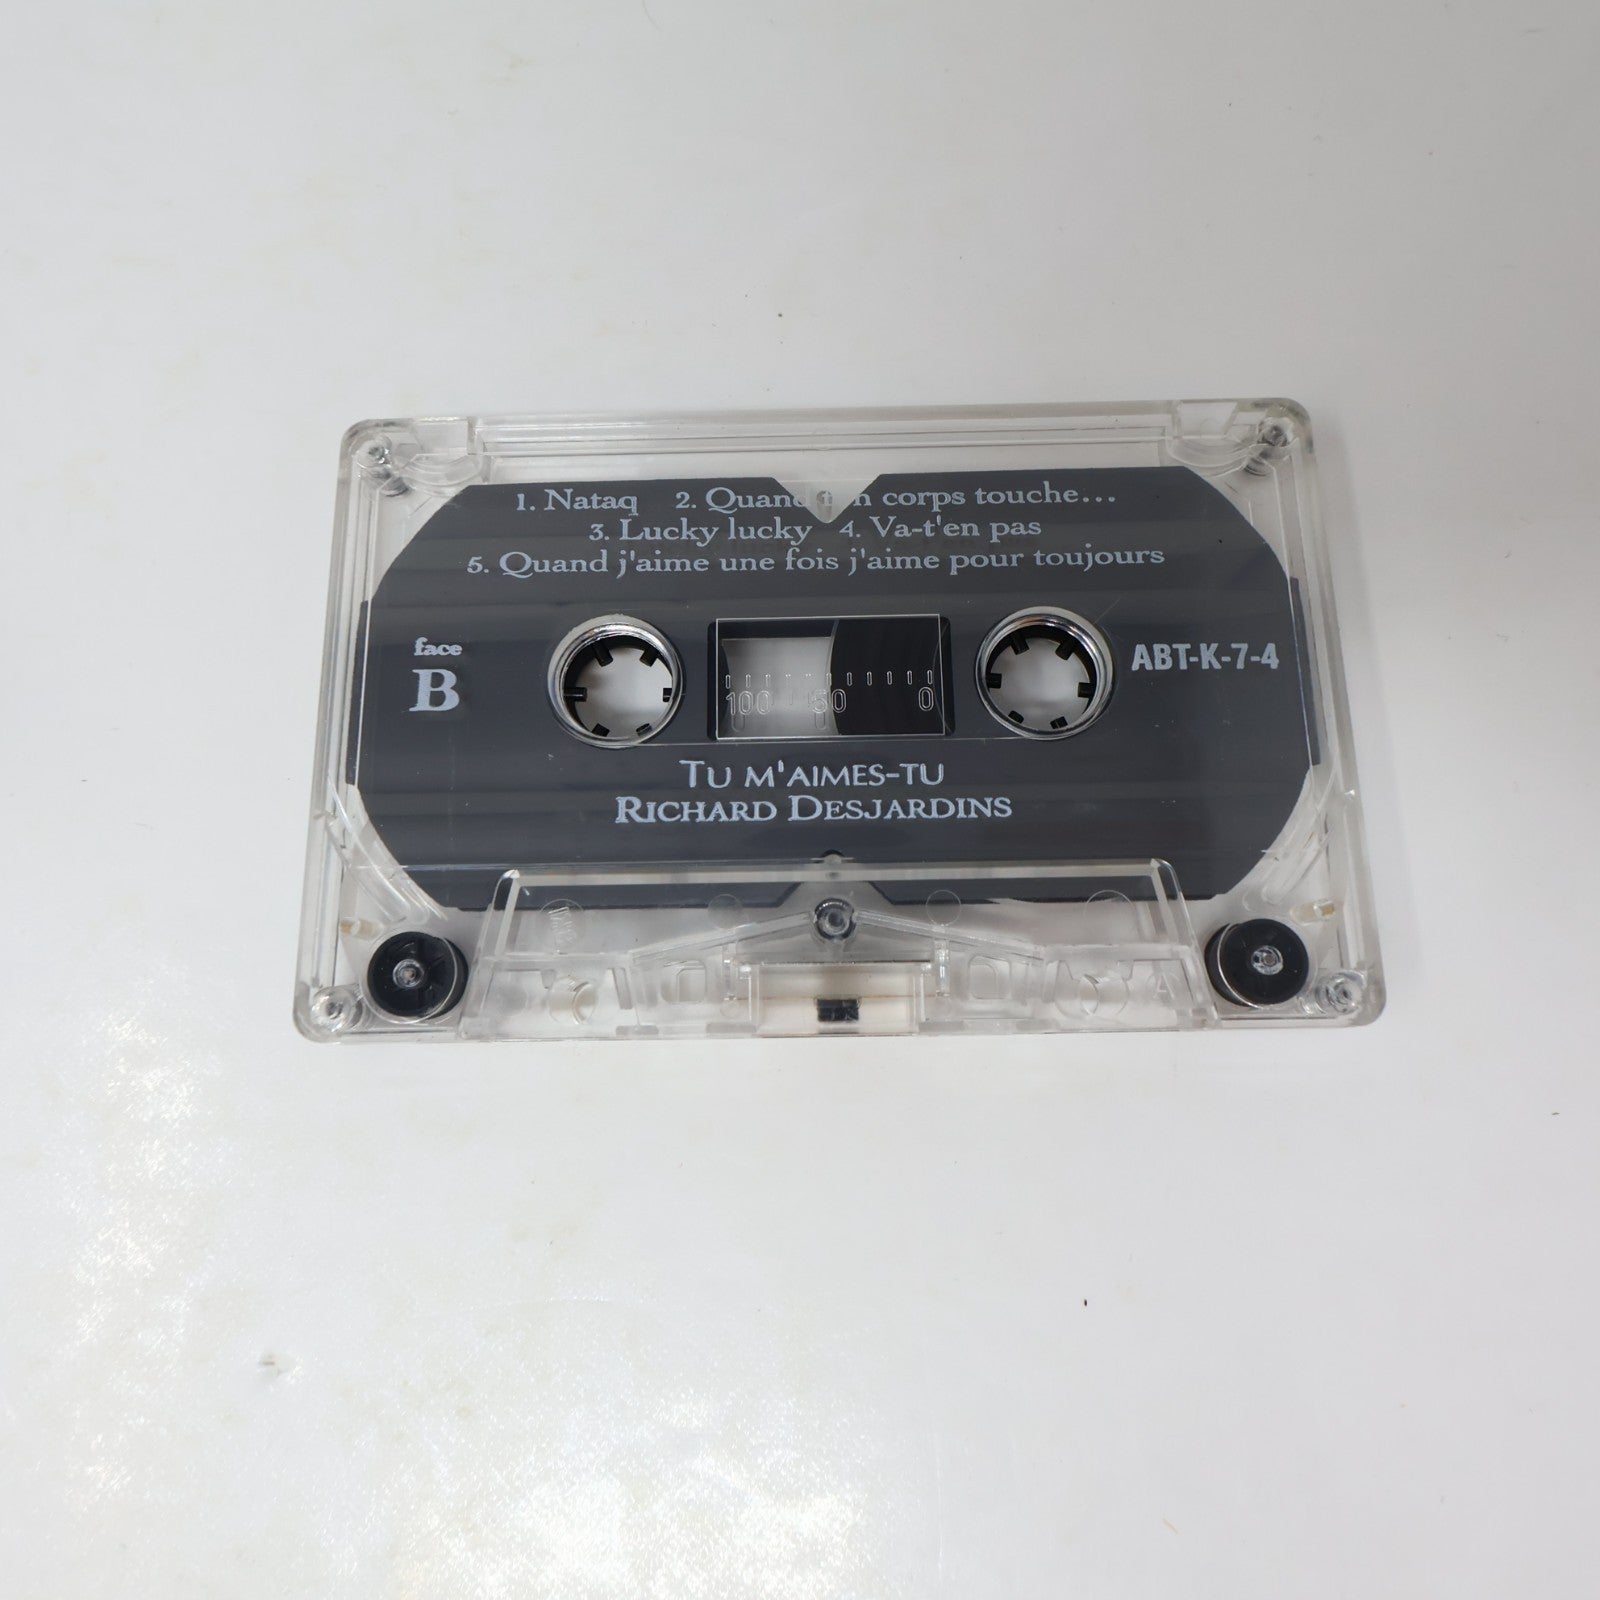 1. Nataq 2. Quand ton corps touche...
3. Lucky lucky 4. Va-t'en pas
5. Quand j'aime une fois j'aime pour toujours
face
B
ABT-K-7-4
100 50 0
TU M'AIMES-TU
RICHARD DESJARDINS
A